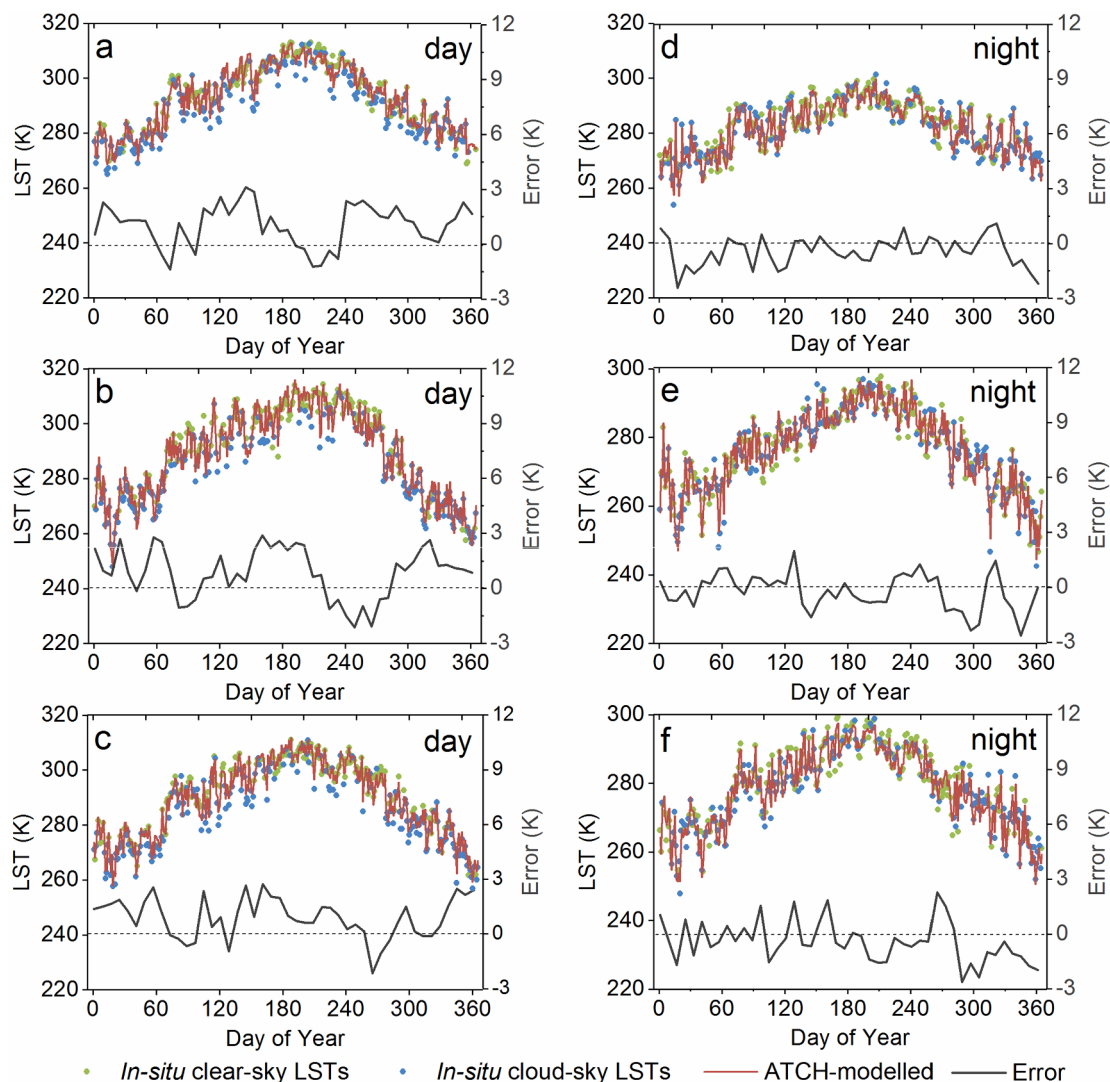 a day
LST (K)
320
300
280
260
240
220
12
9
6
3
0
-3
Error (K)
0 60 120 180 240 300 360
Day of Year
d night
LST (K)
320
300
280
260
240
220
12
9
6
3
0
-3
Error (K)
0 60 120 180 240 300 360
Day of Year
b day
LST (K)
320
300
280
260
240
220
12
9
6
3
0
-3
Error (K)
0 60 120 180 240 300 360
Day of Year
e night
LST (K)
300
280
260
240
220
12
9
6
3
0
-3
Error (K)
0 60 120 180 240 300 360
Day of Year
c day
LST (K)
320
300
280
260
240
220
12
9
6
3
0
-3
Error (K)
0 60 120 180 240 300 360
Day of Year
f night
LST (K)
300
280
260
240
220
12
9
6
3
0
-3
Error (K)
0 60 120 180 240 300 360
Day of Year
In-situ clear-sky LSTs In-situ cloud-sky LSTs ATCH-modelled Error